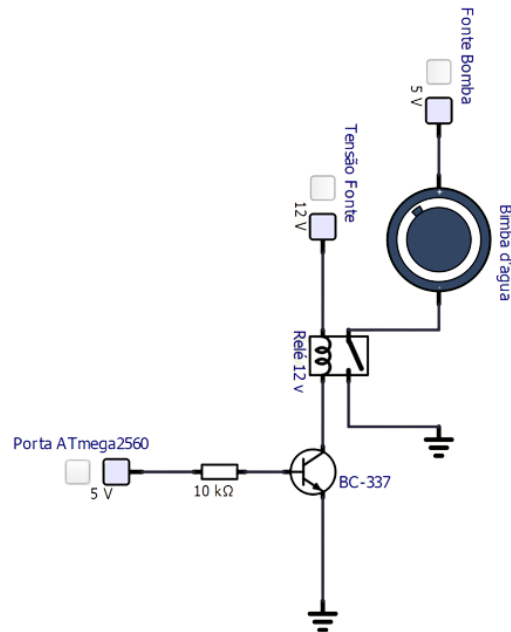 Fonte Bomba
5 V
Tensão Fonte
12 V
Bimba d'agua
Relé 12 v
Porta ATmega2560
5 V
10 kΩ
BC-337
+
-